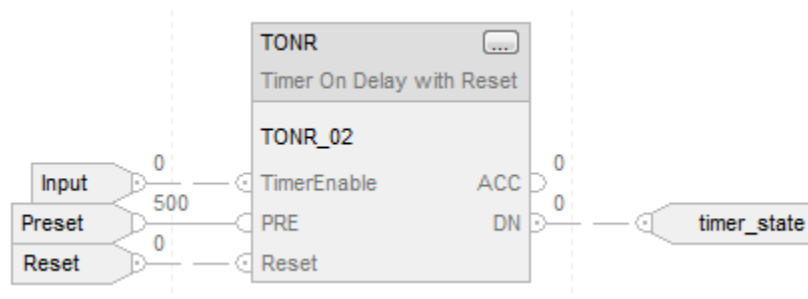 TONR
...
Timer On Delay with Reset
TONR_02
0
0
Input
TimerEnable
ACC
500
0
Preset
PRE
DN
timer_state
0
Reset
Reset